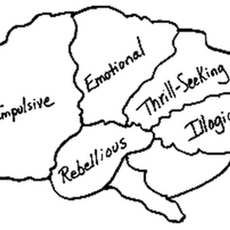 Emotional
Thrill-Seeking
Impulsive
Illogic
Rebellious